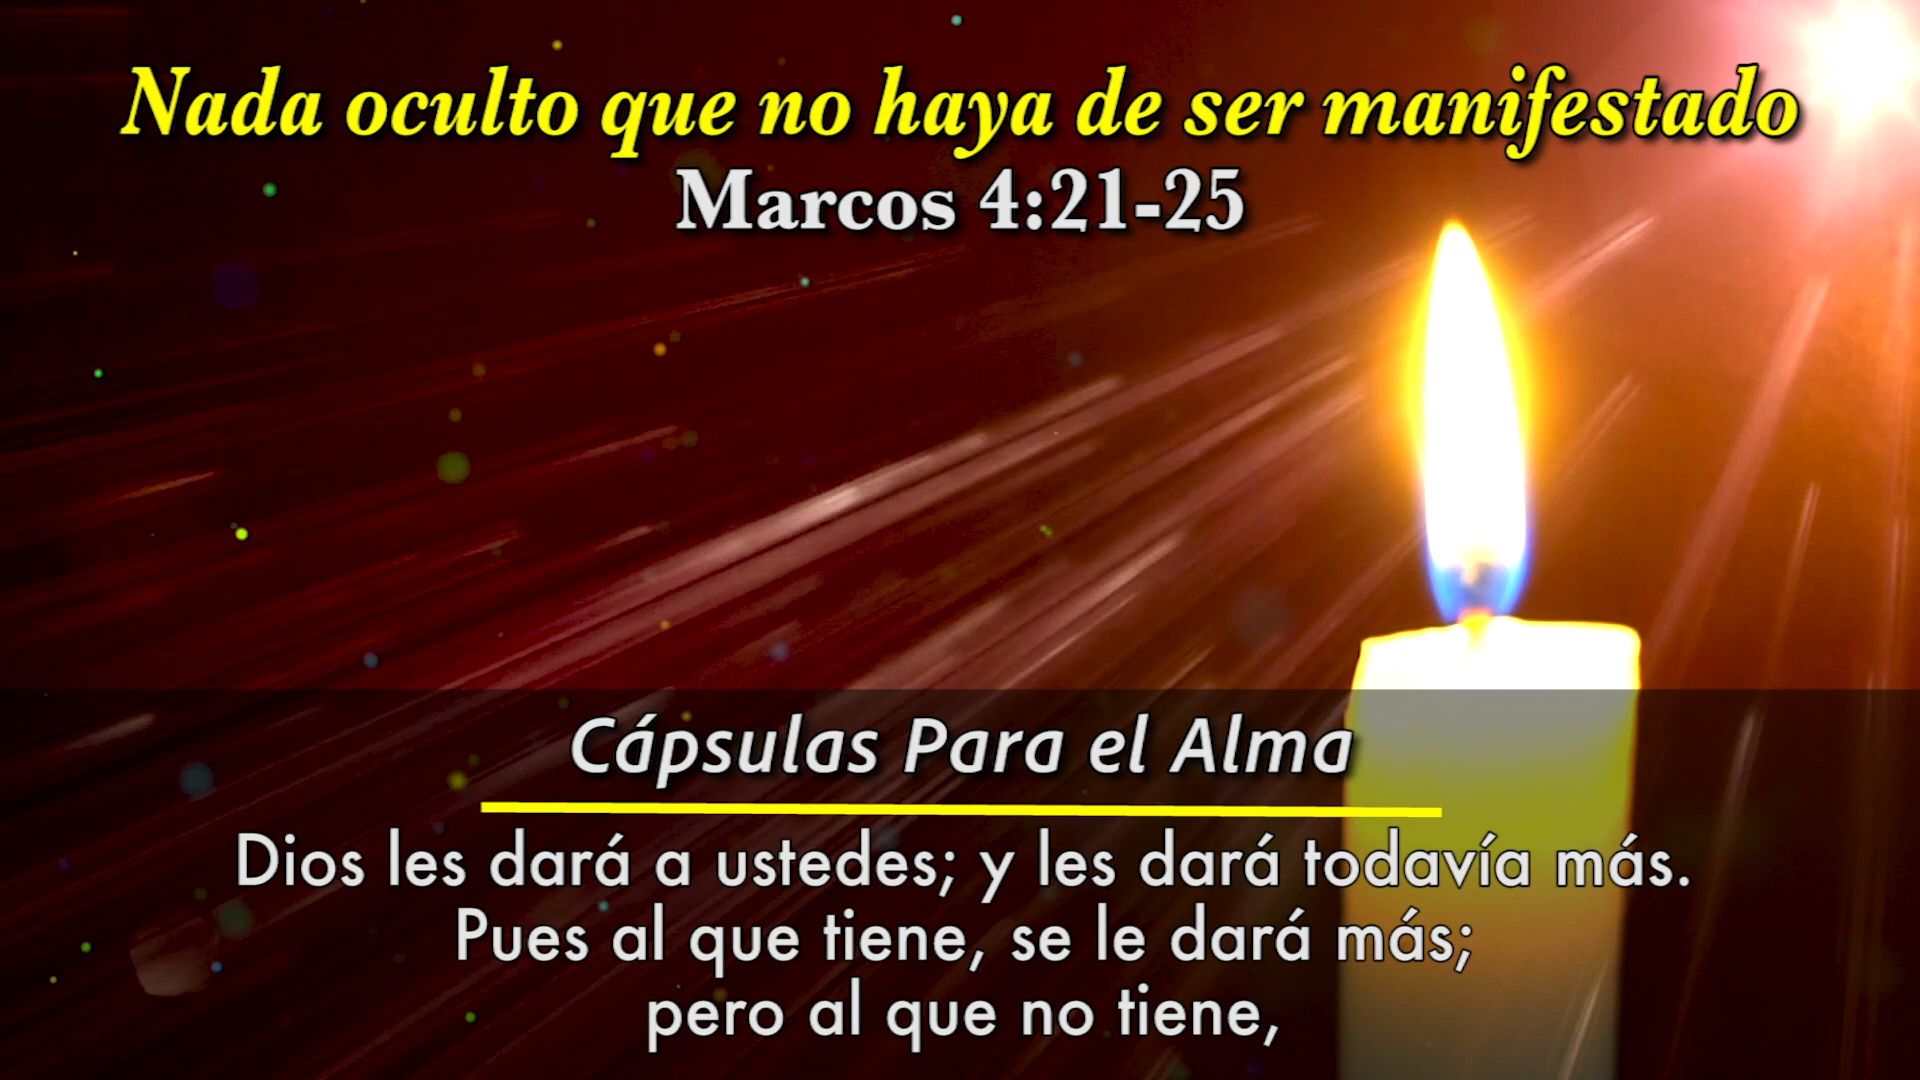 Nada oculto que no haya de ser manifestado
Marcos 4:21-25
Cápsulas Para el Alma
Dios les dará a ustedes; y les dará todavía más.
Pues al que tiene, se le dará más;
pero al que no tiene,